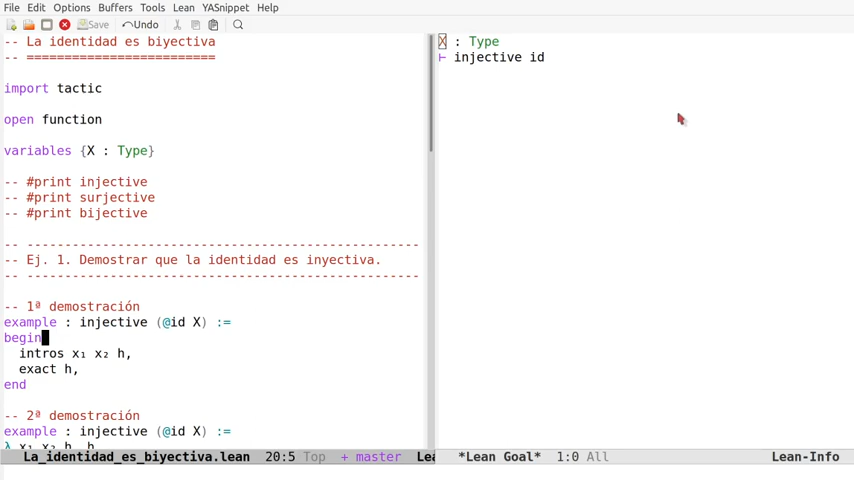 File Edit Options Buffers Tools Lean YASnippet Help
Save Undo
-- La identidad es biyectiva
-- =========================
import tactic
open function
variables {X : Type}
-- #print injective
-- #print surjective
-- #print bijective
-- ----------------------------------------------------
-- Ej. 1. Demostrar que la identidad es inyectiva.
-- ----------------------------------------------------
-- 1ª demostración
example : injective (@id X) :=
begin
intros x₁ x₂ h,
exact h,
end
-- 2ª demostración
example : injective (@id X) :=
λ x₁ x₂ h, h
La_identidad_es_biyectiva.lean 20:5 Top + master Lea
X : Type
⊢ injective id
*Lean Goal* 1:0 All Lean-Info